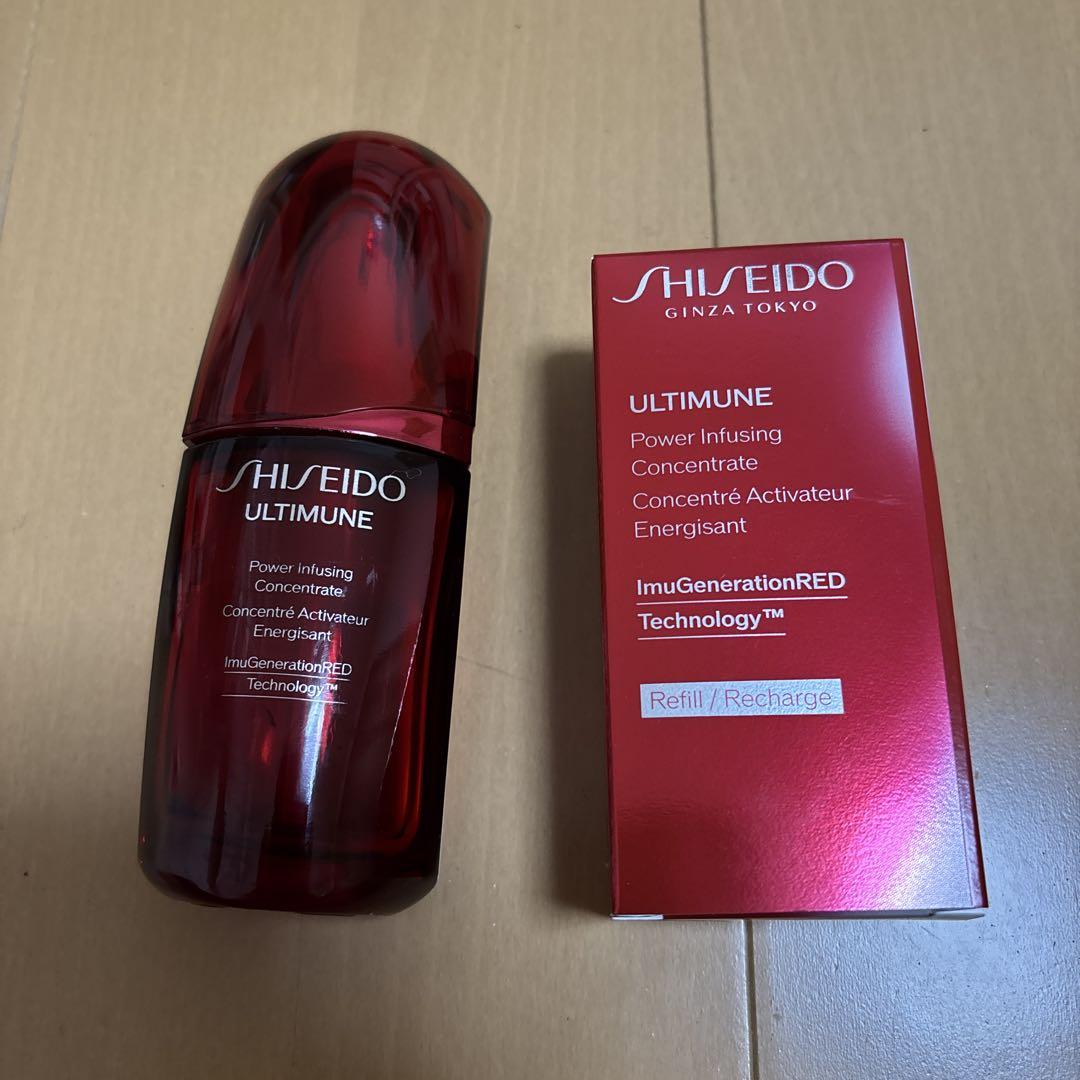 SHISEIDO
ULTIMUNE
Power Infusing
Concentrate
Concentré Activateur
Energisant
ImuGenerationRED
Technology™
SHISEIDO
GINZA TOKYO
ULTIMUNE
Power Infusing
Concentrate
Concentré Activateur
Energisant
ImuGenerationRED
Technology™
Refill / Recharge